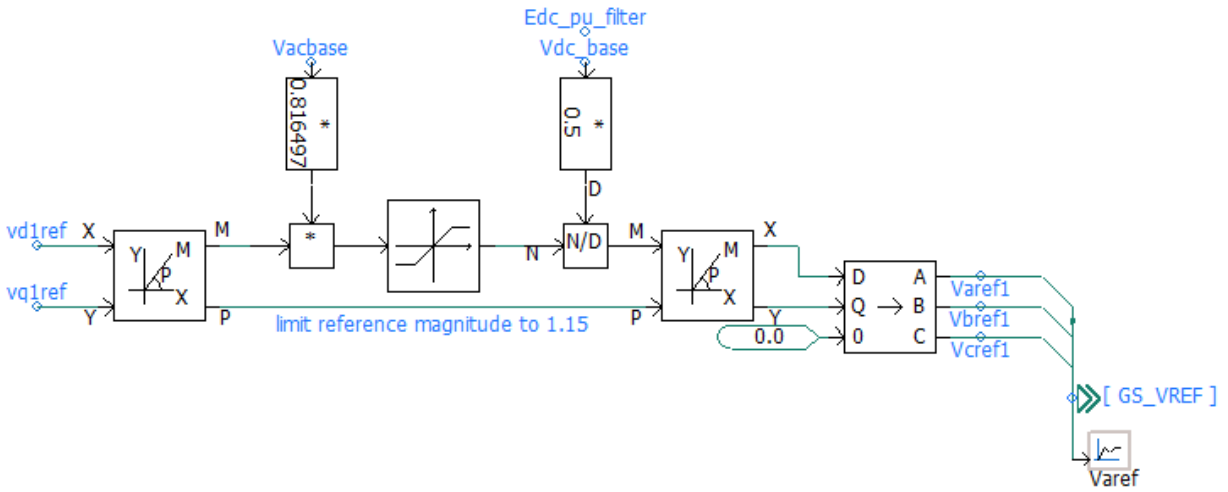 Edc_pu_filter
Vacbase
Vdc_base
*
0.816497
*
0.5
D
vd1ref
X
M
*
N
N/D
M
X
Y
M
P
X
Y
M
P
X
D
A
Varef1
Q
B
Vbref1
0
C
Vcref1
vq1ref
Y
P
limit reference magnitude to 1.15
P
Y
0.0
[ GS_VREF ]
Varef